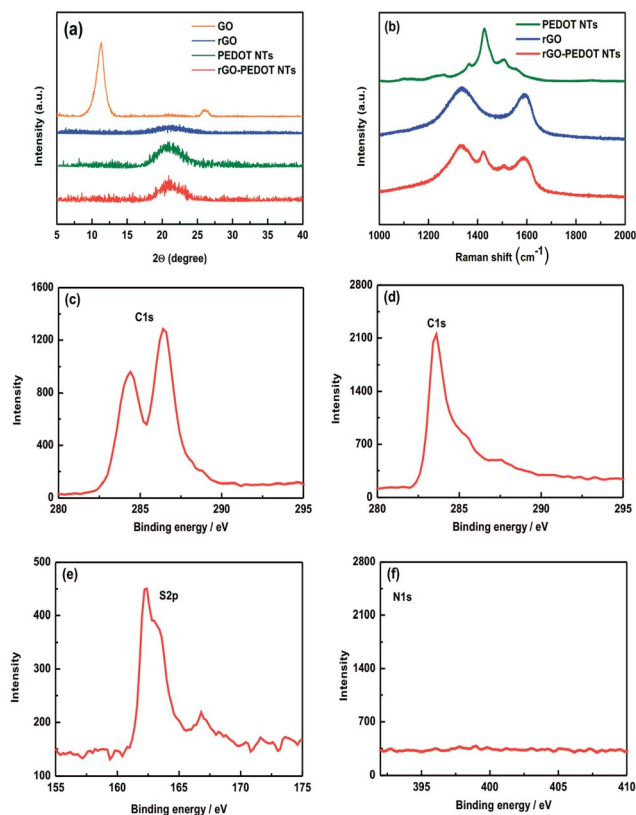 (a)
GO
rGO
PEDOT NTs
rGO-PEDOT NTs
Intensity (a.u.)
5 10 15 20 25 30 35 40
2Θ (degree)
(b)
PEDOT NTs
rGO
rGO-PEDOT NTs
Intensity (a.u.)
1000 1200 1400 1600 1800 2000
Raman shift (cm⁻¹)
(c)
C1s
Intensity
1600
1200
800
400
0
280 285 290 295
Binding energy / eV
(d)
C1s
Intensity
2800
2100
1400
700
0
280 285 290 295
Binding energy / eV
(e)
S2p
Intensity
500
400
300
200
100
155 160 165 170 175
Binding energy / eV
(f)
N1s
Intensity
2800
2100
1400
700
0
395 400 405 410
Binding energy / eV